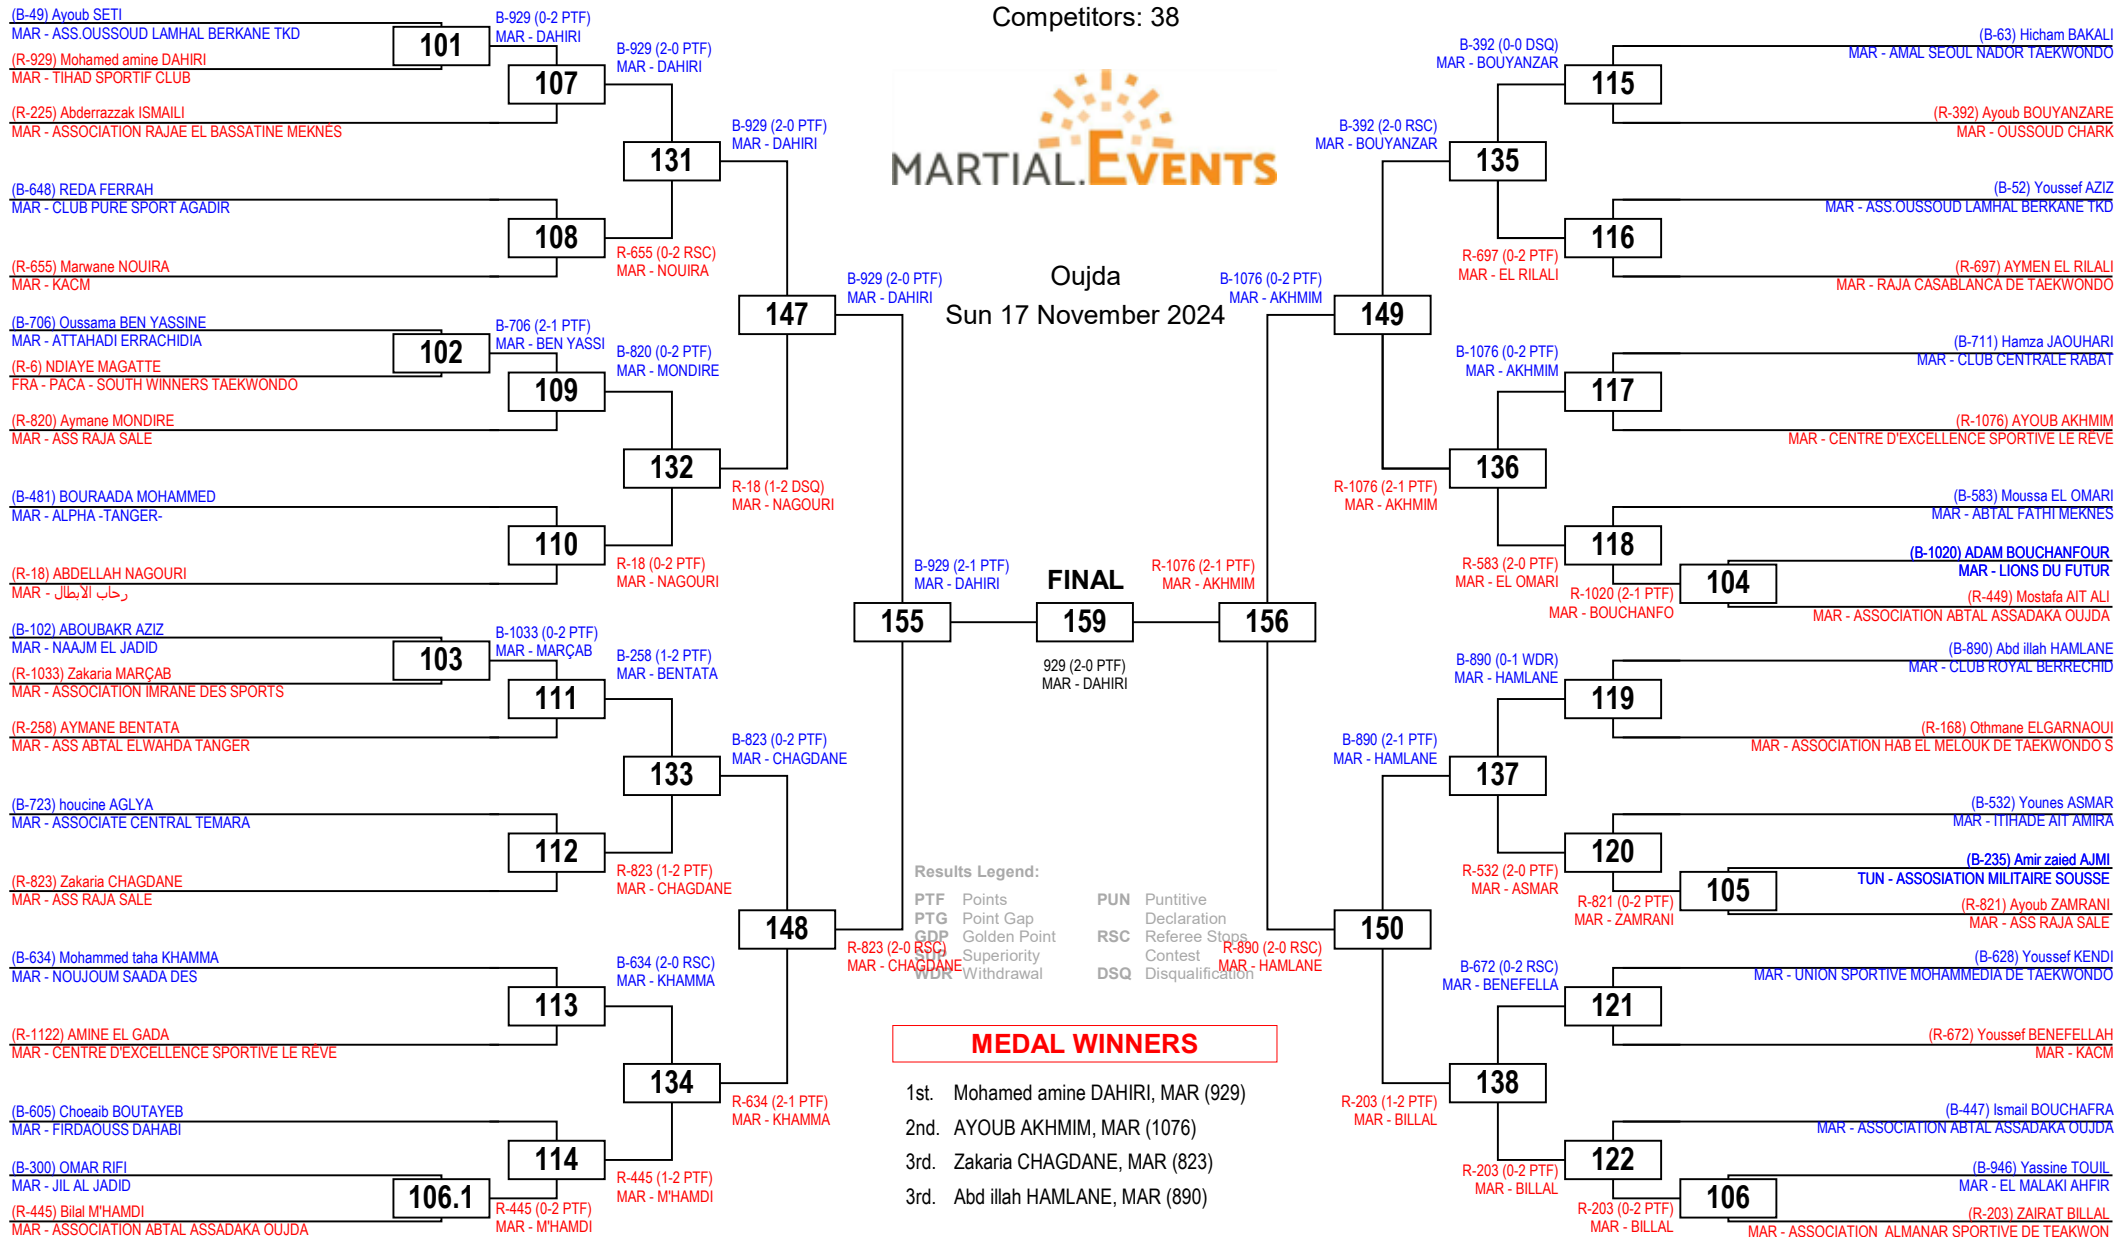 Competitors: 38
MARTIAL.EVENTS
Oujda
Sun 17 November 2024
(B-49) Ayoub SETI
MAR - ASS.OUSSOUD LAMHAL BERKANE TKD
(R-929) Mohamed amine DAHIRI
MAR - TIHAD SPORTIF CLUB
101
B-929 (0-2 PTF)
MAR - DAHIRI
(R-225) Abderrazzak ISMAILI
MAR - ASSOCIATION RAJAE EL BASSATINE MEKNÈS
107
B-929 (2-0 PTF)
MAR - DAHIRI
(B-648) REDA FERRAH
MAR - CLUB PURE SPORT AGADIR
(R-655) Marwane NOUIRA
MAR - KACM
108
R-655 (0-2 RSC)
MAR - NOUIRA
131
B-929 (2-0 PTF)
MAR - DAHIRI
(B-706) Oussama BEN YASSINE
MAR - ATTAHADI ERRACHIDIA
(R-6) NDIAYE MAGATTE
FRA - PACA - SOUTH WINNERS TAEKWONDO
102
B-706 (2-1 PTF)
MAR - BEN YASSI
(R-820) Aymane MONDIRE
MAR - ASS RAJA SALE
109
B-820 (0-2 PTF)
MAR - MONDIRE
(B-481) BOURAADA MOHAMMED
MAR - ALPHA -TANGER-
(R-18) ABDELLAH NAGOURI
MAR - رحاب الابطال
110
R-18 (0-2 PTF)
MAR - NAGOURI
132
R-18 (1-2 DSQ)
MAR - NAGOURI
147
B-929 (2-0 PTF)
MAR - DAHIRI
(B-102) ABOUBAKR AZIZ
MAR - NAAJM EL JADID
(R-1033) Zakaria MARÇAB
MAR - ASSOCIATION IMRANE DES SPORTS
103
B-1033 (0-2 PTF)
MAR - MARÇAB
(R-258) AYMANE BENTATA
MAR - ASS ABTAL ELWAHDA TANGER
111
B-258 (1-2 PTF)
MAR - BENTATA
(B-723) houcine AGLYA
MAR - ASSOCIATE CENTRAL TEMARA
(R-823) Zakaria CHAGDANE
MAR - ASS RAJA SALE
112
R-823 (1-2 PTF)
MAR - CHAGDANE
133
B-823 (0-2 PTF)
MAR - CHAGDANE
(B-634) Mohammed taha KHAMMA
MAR - NOUJOUM SAADA DES
(R-1122) AMINE EL GADA
MAR - CENTRE D'EXCELLENCE SPORTIVE LE RÊVE
113
B-634 (2-0 RSC)
MAR - KHAMMA
(B-605) Choeaib BOUTAYEB
MAR - FIRDAOUSS DAHABI
(B-300) OMAR RIFI
MAR - JIL AL JADID
(R-445) Bilal M'HAMDI
MAR - ASSOCIATION ABTAL ASSADAKA OUJDA
106.1
R-445 (0-2 PTF)
MAR - M'HAMDI
114
R-445 (1-2 PTF)
MAR - M'HAMDI
134
R-634 (2-1 PTF)
MAR - KHAMMA
148
R-823 (2-0 RSC)
MAR - CHAGDANE
155
B-929 (2-1 PTF)
MAR - DAHIRI
FINAL
159
929 (2-0 PTF)
MAR - DAHIRI
R-1076 (2-1 PTF)
MAR - AKHMIM
156
B-1076 (0-2 PTF)
MAR - AKHMIM
149
B-392 (2-0 RSC)
MAR - BOUYANZAR
135
B-392 (0-0 DSQ)
MAR - BOUYANZAR
115
(B-63) Hicham BAKALI
MAR - AMAL SEOUL NADOR TAEKWONDO
(R-392) Ayoub BOUYANZARE
MAR - OUSSOUD CHARK
(B-52) Youssef AZIZ
MAR - ASS.OUSSOUD LAMHAL BERKANE TKD
116
R-697 (0-2 PTF)
MAR - EL RILALI
(R-697) AYMEN EL RILALI
MAR - RAJA CASABLANCA DE TAEKWONDO
(B-711) Hamza JAOUHARI
MAR - CLUB CENTRALE RABAT
B-1076 (0-2 PTF)
MAR - AKHMIM
117
(R-1076) AYOUB AKHMIM
MAR - CENTRE D'EXCELLENCE SPORTIVE LE RÊVE
136
R-1076 (2-1 PTF)
MAR - AKHMIM
(B-583) Moussa EL OMARI
MAR - ABTAL FATHI MEKNES
118
R-583 (2-0 PTF)
MAR - EL OMARI
(B-1020) ADAM BOUCHANFOUR
MAR - LIONS DU FUTUR
104
R-1020 (2-1 PTF)
MAR - BOUCHANFO
(R-449) Mostafa AIT ALI
MAR - ASSOCIATION ABTAL ASSADAKA OUJDA
(B-890) Abd illah HAMLANE
MAR - CLUB ROYAL BERRECHID
B-890 (0-1 WDR)
MAR - HAMLANE
119
(R-168) Othmane ELGARNAOUI
MAR - ASSOCIATION HAB EL MELOUK DE TAEKWONDO S
B-890 (2-1 PTF)
MAR - HAMLANE
137
(B-532) Younes ASMAR
MAR - ITIHADE AIT AMIRA
120
R-532 (2-0 PTF)
MAR - ASMAR
(B-235) Amir zaied AJMI
TUN - ASSOSIATION MILITAIRE SOUSSE
105
R-821 (0-2 PTF)
MAR - ZAMRANI
(R-821) Ayoub ZAMRANI
MAR - ASS RAJA SALE
150
R-890 (2-0 RSC)
MAR - HAMLANE
(B-628) Youssef KENDI
MAR - UNION SPORTIVE MOHAMMEDIA DE TAEKWONDO
B-672 (0-2 RSC)
MAR - BENEFELLA
121
(R-672) Youssef BENEFELLAH
MAR - KACM
138
R-203 (1-2 PTF)
MAR - BILLAL
(B-447) Ismail BOUCHAFRA
MAR - ASSOCIATION ABTAL ASSADAKA OUJDA
122
R-203 (0-2 PTF)
MAR - BILLAL
(B-946) Yassine TOUIL
MAR - EL MALAKI AHFIR
106
R-203 (0-2 PTF)
MAR - BILLAL
(R-203) ZAIRAT BILLAL
MAR - ASSOCIATION ALMANAR SPORTIVE DE TEAKWON
Results Legend:
PTF Points
PTG Point Gap
GDP Golden Point
SUP Superiority
WDR Withdrawal
PUN Puntitive Declaration
RSC Referee Stops Contest
DSQ Disqualification
MEDAL WINNERS
1st. Mohamed amine DAHIRI, MAR (929)
2nd. AYOUB AKHMIM, MAR (1076)
3rd. Zakaria CHAGDANE, MAR (823)
3rd. Abd illah HAMLANE, MAR (890)